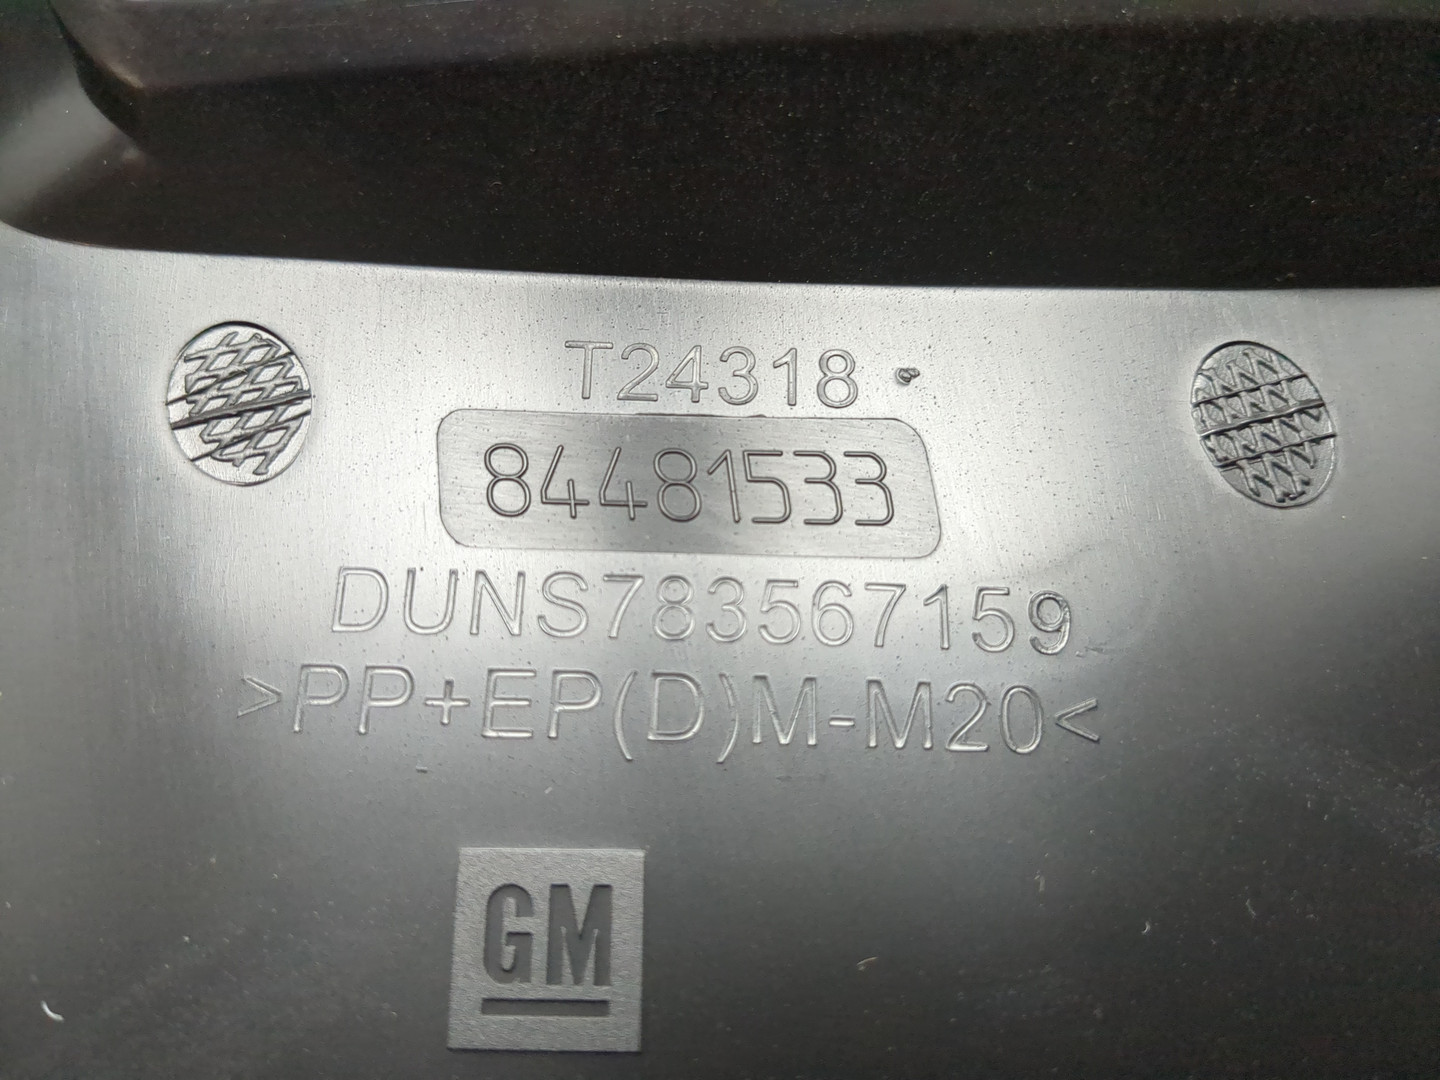 T24318
84481533
DUNS783567159
>PP+EP(D)M-M20<
GM